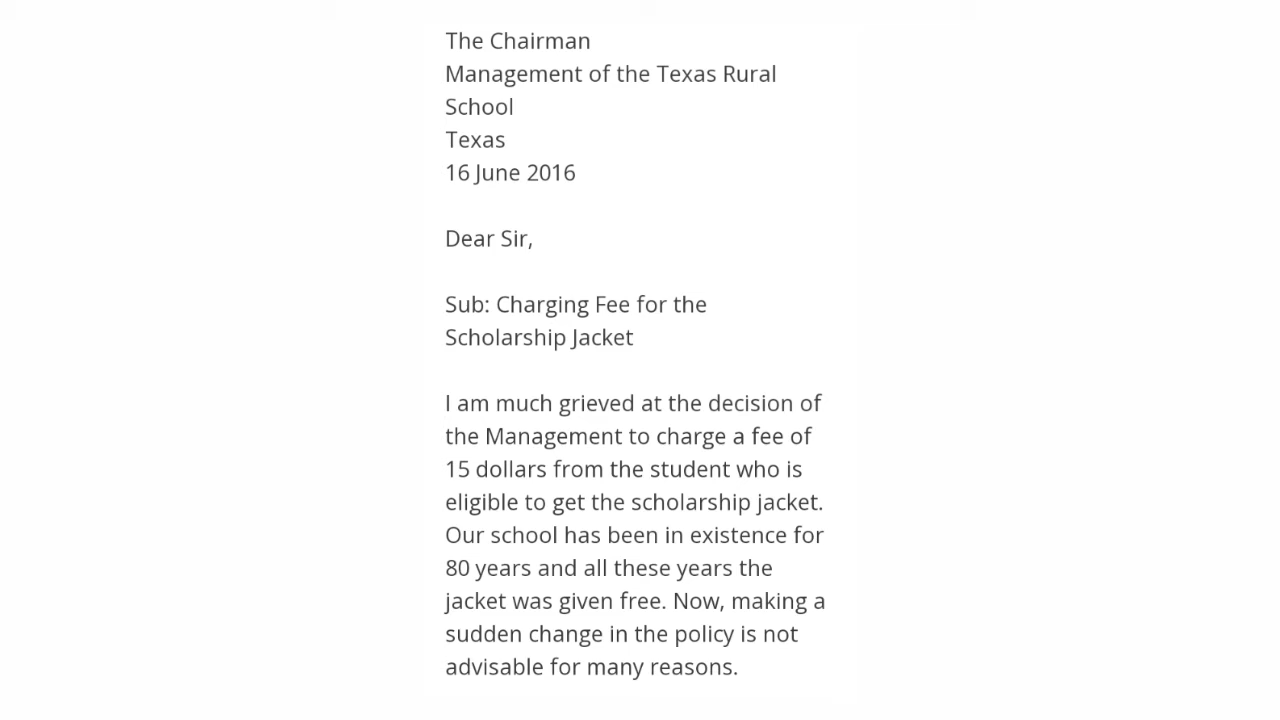 The Chairman
Management of the Texas Rural
School
Texas
16 June 2016
Dear Sir,
Sub: Charging Fee for the
Scholarship Jacket
I am much grieved at the decision of
the Management to charge a fee of
15 dollars from the student who is
eligible to get the scholarship jacket.
Our school has been in existence for
80 years and all these years the
jacket was given free. Now, making a
sudden change in the policy is not
advisable for many reasons.